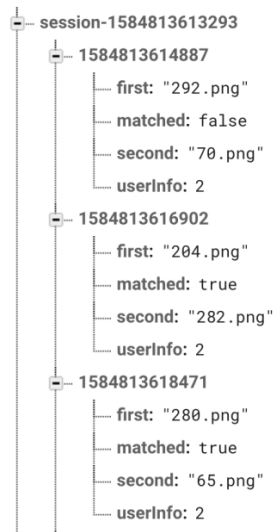 session-1584813613293
1584813614887
first: "292.png"
matched: false
second: "70.png"
userInfo: 2
1584813616902
first: "204.png"
matched: true
second: "282.png"
userInfo: 2
1584813618471
first: "280.png"
matched: true
second: "65.png"
userInfo: 2